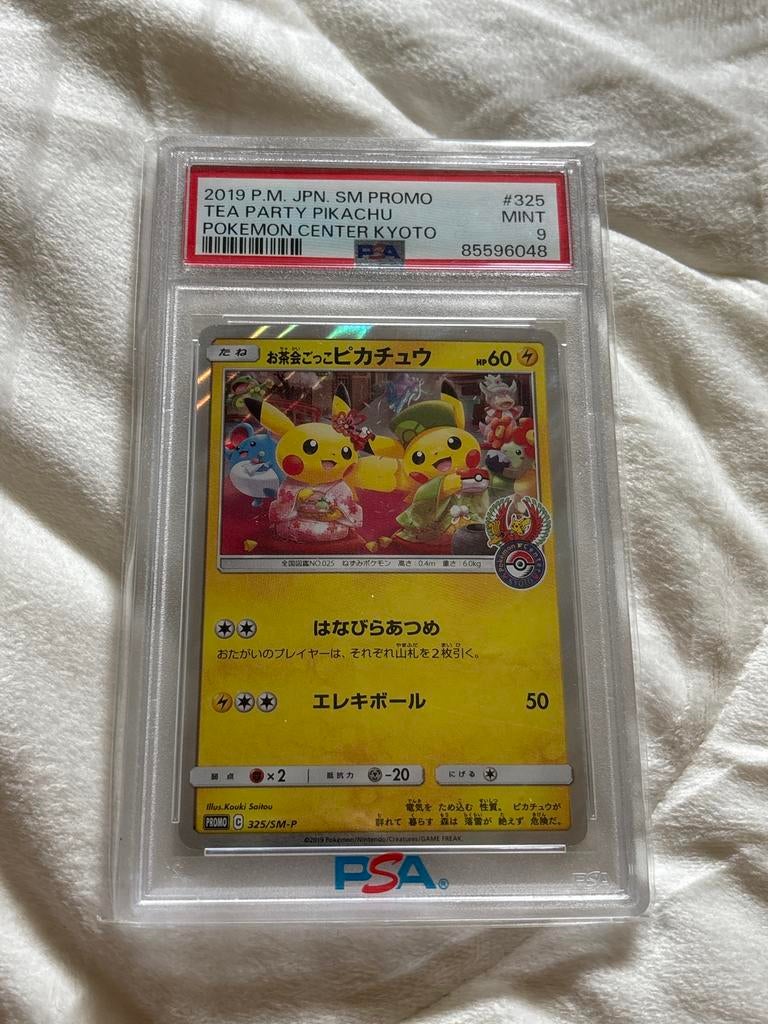 2019 P.M. JPN. SM PROMO #325
TEA PARTY PIKACHU MINT
POKEMON CENTER KYOTO 9
PSA 85596048
たね お茶会ごっこピカチュウ HP60
全国図鑑NO.025 ねずみポケモン 高さ:0.4m 重さ:6.0kg
Pokémon Center
KYOTO
はなびらあつめ
おたがいのプレイヤーは、それぞれ山札を2枚引く。
エレキボール 50
弱点 ×2 抵抗力 -20 にげる
Illus.Kouki Saitou
電気を ため込む 性質。 ピカチュウが
PROMO C 325/SM-P 群れて 暮らす 森は 落雷が 絶えず 危険だ。
©2019 Pokémon/Nintendo/Creatures/GAME FREAK.
PSA®
PSA